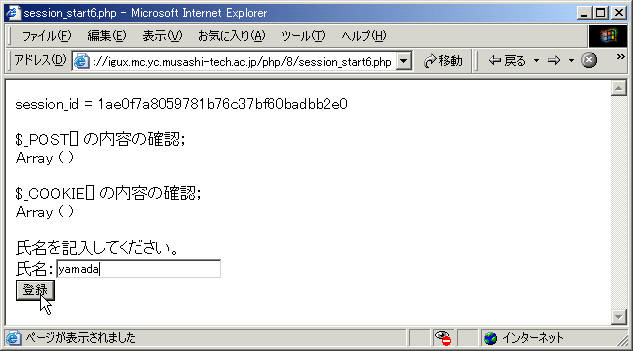 session_start6.php - Microsoft Internet Explorer
ファイル(F) 編集(E) 表示(V) お気に入り(A) ツール(T) ヘルプ(H)
アドレス(D) ://igux.mc.yc.musashi-tech.ac.jp/php/8/session_start6.php 移動 戻る
session_id = 1ae0f7a8059781b76c37bf60badbb2e0
$_POST[] の内容の確認;
Array ( )
$_COOKIE[] の内容の確認;
Array ( )
氏名を記入してください。
氏名: yamada
登録
ページが表示されました インターネット